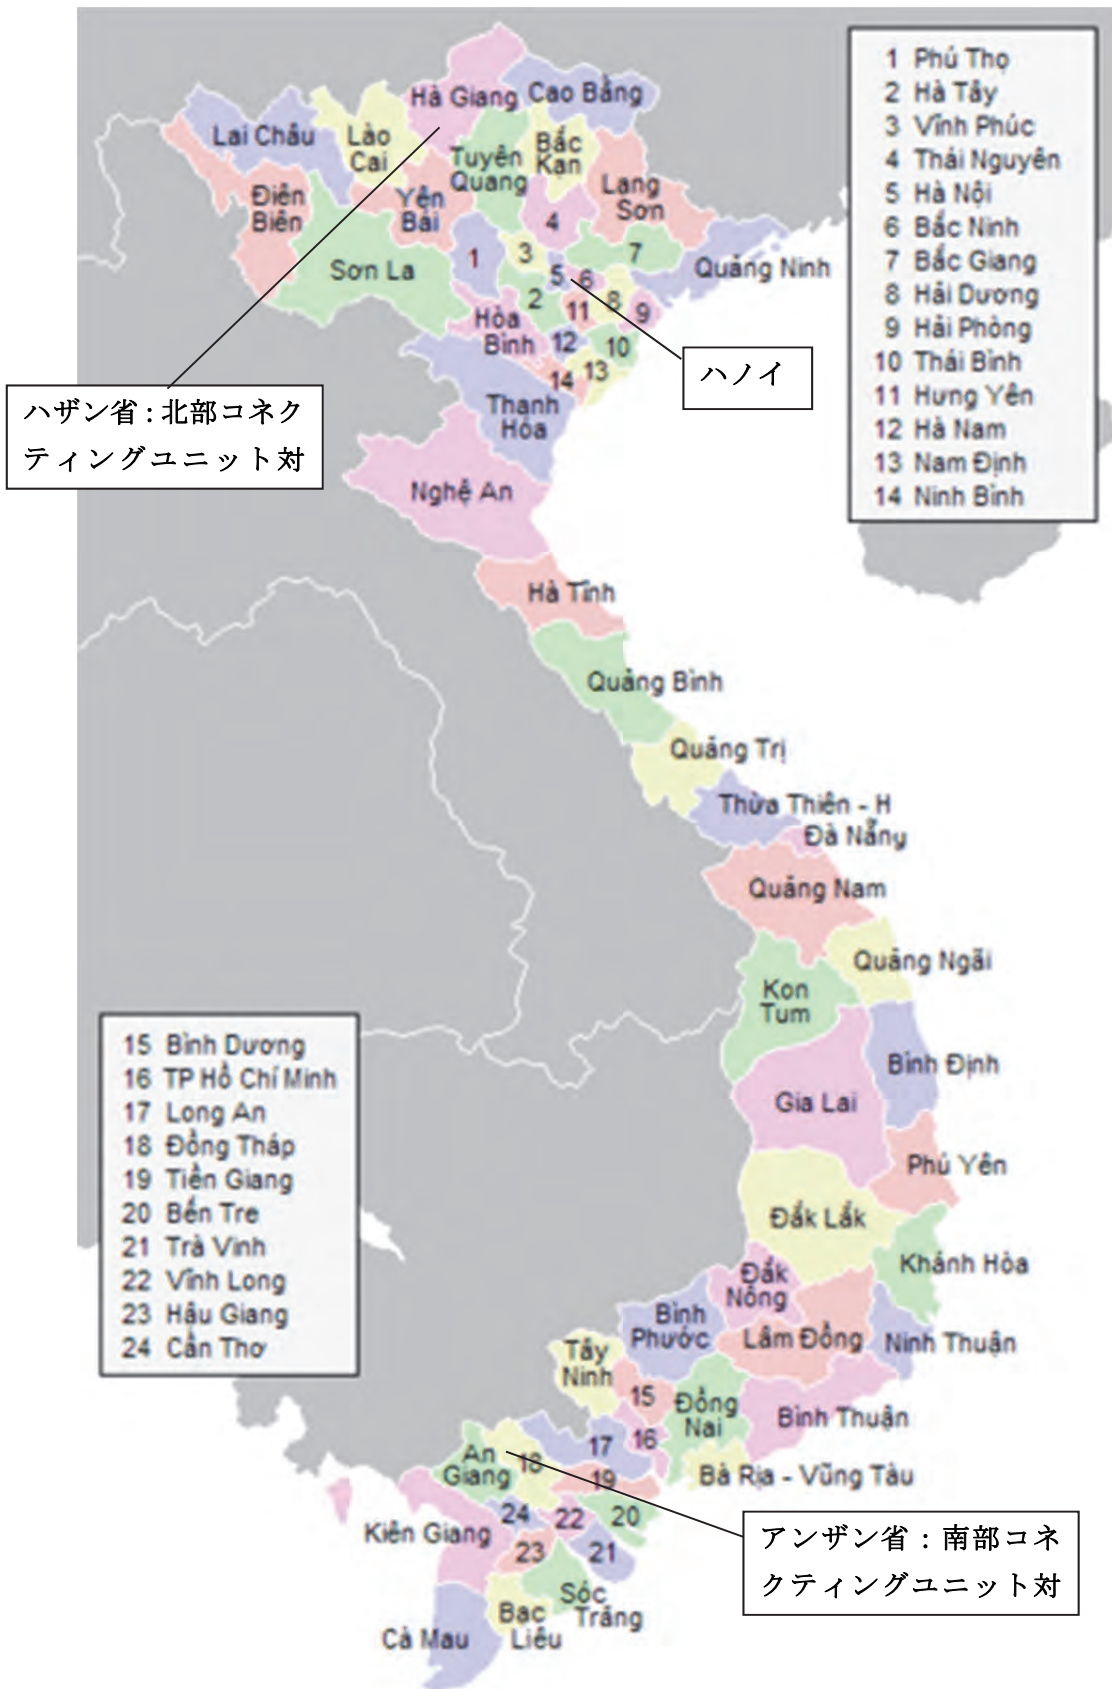 1 Phú Thọ
2 Hà Tây
3 Vĩnh Phúc
4 Thái Nguyên
5 Hà Nội
6 Bắc Ninh
7 Bắc Giang
8 Hải Dương
9 Hải Phòng
10 Thái Bình
11 Hưng Yên
12 Hà Nam
13 Nam Định
14 Ninh Bình
Hà Giang
Cao Bằng
Lai Châu
Lào
Cai
Tuyên
Quang
Bắc
Kạn
Lạng
Sơn
Điện
Biên
Yên
Bái
4
Sơn La
1
3
7
Quảng Ninh
5
6
2
8
11
9
Hòa
Bình
12
10
14
13
ハノイ
ハザン省：北部コネク
ティングユニット対
Thanh
Hóa
Nghệ An
Hà Tĩnh
Quảng Bình
Quảng Trị
Thừa Thiên - H
Đà Nẵng
Quảng Nam
Quảng Ngãi
Kon
Tum
Bình Định
Gia Lai
Phú Yên
Đắk Lắk
Khánh Hòa
Đắk
Nông
15 Bình Dương
16 TP Hồ Chí Minh
17 Long An
18 Đồng Tháp
19 Tiền Giang
20 Bến Tre
21 Trà Vinh
22 Vĩnh Long
23 Hậu Giang
24 Cần Thơ
Bình
Phước
Lâm Đồng
Ninh Thuận
Tây
Ninh
15
Đồng
Nai
Bình Thuận
16
17
An
Giang
18
Bà Rịa - Vũng Tàu
19
24
22
20
Kiên Giang
23
21
アンザン省：南部コネ
クティングユニット対
Sóc
Trăng
Bạc
Liêu
Cà Mau